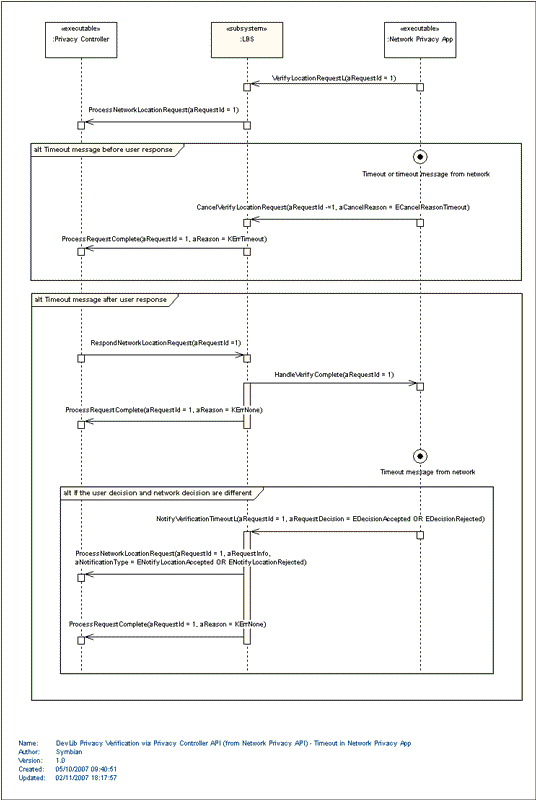 «executable»
:Privacy Controller
«subsystem»
:LBS
«executable»
:Network Privacy App
VerifyLocationRequestL(aRequestId = 1)
ProcessNetworkLocationRequest(aRequestId = 1)
alt Timeout message before user response
Timeout or timeout message from network
CancelVerifyLocationRequest(aRequestId -=1, aCancelReason = ECancelReasonTimeout)
ProcessRequestComplete(aRequestId = 1, aReason = KErrTimeout)
alt Timeout message after user response
RespondNetworkLocationRequest(aRequestId =1)
HandleVerifyComplete(aRequestId = 1)
ProcessRequestComplete(aRequestId = 1, aReason = KErrNone)
Timeout message from network
alt If the user decision and network decision are different
NotifyVerificationTimeoutL(aRequestId = 1, aRequestDecision = EDecisionAccepted OR EDecisionRejected)
ProcessNetworkLocationRequest(aRequestId = 1, aRequestInfo,
aNotificationType = ENotifyLocationAccepted OR ENotifyLocationRejected)
ProcessRequestComplete(aRequestId = 1, aReason = KErrNone)
Name: DevLib Privacy Verification via Privacy Controller API (from Network Privacy API) - Timeout in Network Privacy App
Author: Symbian
Version: 1.0
Created: 05/10/2007 09:40:51
Updated: 02/11/2007 18:17:57